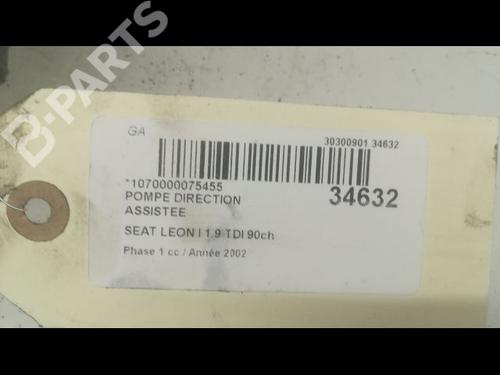 B-PARTS
GA
30300901 34632
*1070000075455
34632
POMPE DIRECTION
ASSISTEE
SEAT LEON I 1.9 TDI 90ch
Phase 1 cc / Année 2002